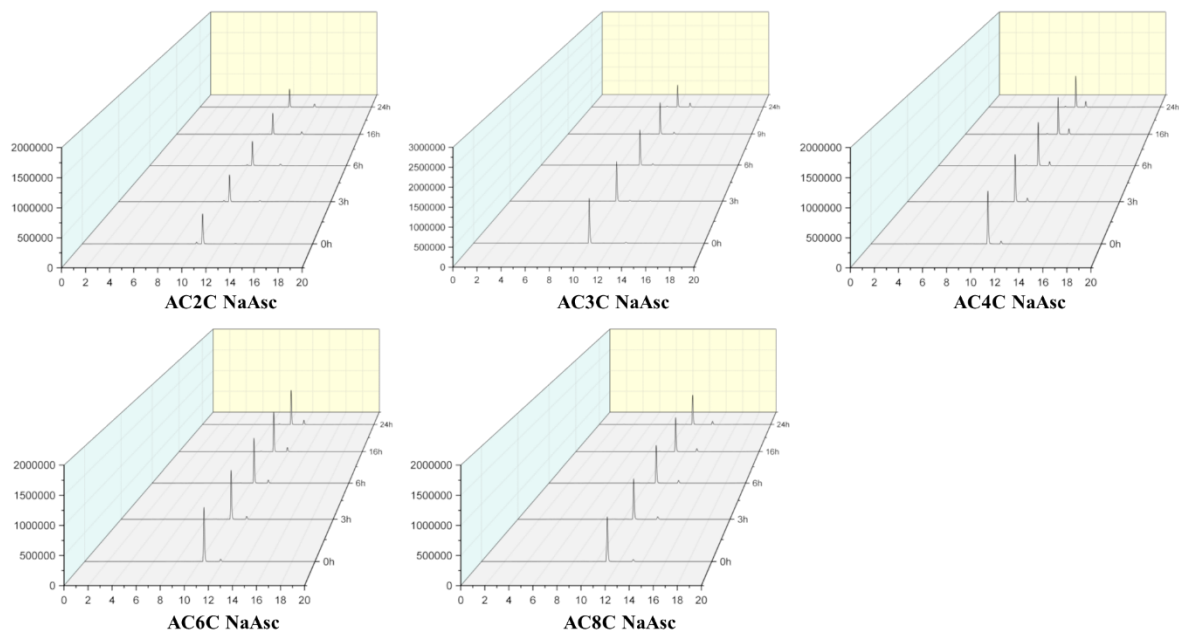 24h
16h
6h
3h
0h
2000000
1500000
1000000
500000
0
0 2 4 6 8 10 12 14 16 18 20
AC2C NaAsc
24h
9h
6h
3h
0h
3000000
2500000
2000000
1500000
1000000
500000
0
0 2 4 6 8 10 12 14 16 18 20
AC3C NaAsc
24h
16h
6h
3h
0h
2000000
1500000
1000000
500000
0
0 2 4 6 8 10 12 14 16 18 20
AC4C NaAsc
24h
16h
6h
3h
0h
2000000
1500000
1000000
500000
0
0 2 4 6 8 10 12 14 16 18 20
AC6C NaAsc
24h
16h
6h
3h
0h
2000000
1500000
1000000
500000
0
0 2 4 6 8 10 12 14 16 18 20
AC8C NaAsc